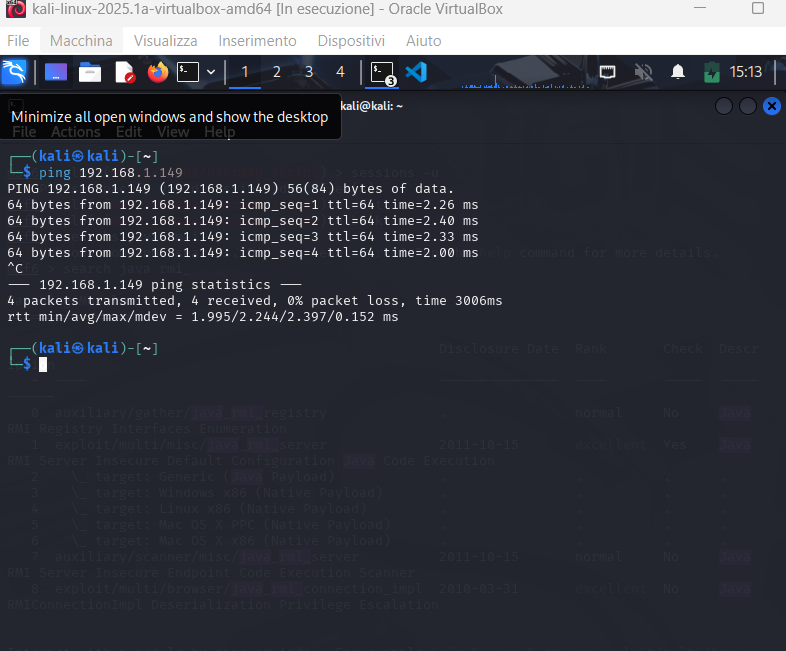 kali-linux-2025.1a-virtualbox-amd64 [In esecuzione] - Oracle VirtualBox
File Macchina Visualizza Inserimento Dispositivi Aiuto
1 2 3 4 3 15:13
kali@kali: ~
Minimize all open windows and show the desktop
File Actions Edit View Help
┌──(kali㉿kali)-[~]
└─$ ping 192.168.1.149
> sessions -u
PING 192.168.1.149 (192.168.1.149) 56(84) bytes of data.
64 bytes from 192.168.1.149: icmp_seq=1 ttl=64 time=2.26 ms
64 bytes from 192.168.1.149: icmp_seq=2 ttl=64 time=2.40 ms
64 bytes from 192.168.1.149: icmp_seq=3 ttl=64 time=2.33 ms
64 bytes from 192.168.1.149: icmp_seq=4 ttl=64 time=2.00 ms
command for more details
^C
> search java rmi
─── 192.168.1.149 ping statistics ───
4 packets transmitted, 4 received, 0% packet loss, time 3006ms
rtt min/avg/max/mdev = 1.995/2.244/2.397/0.152 ms
┌──(kali㉿kali)-[~]
└─$
Disclosure Date Rank Check
0 auxiliary/gather/java_rmi_registry normal No Java
RMI Registry Interfaces Enumeration
1 exploit/multi/misc/java_rmi_server 2011-10-15 excellent Yes Java
RMI Server Insecure Default Configuration Java Code Execution
2 \_ target: Generic (Java Payload)
3 \_ target: Windows x86 (Native Payload)
4 \_ target: Linux x86 (Native Payload)
5 \_ target: Mac OS X PPC (Native Payload)
6 \_ target: Mac OS X x86 (Native Payload)
7 auxiliary/scanner/misc/java_rmi_server 2011-10-15 normal No Java
RMI Server Insecure Endpoint Code Execution Scanner
8 exploit/multi/browser/java_rmi_connection_impl 2010-03-31 excellent No Java
RMIConnectionImpl Deserialization Privilege Escalation